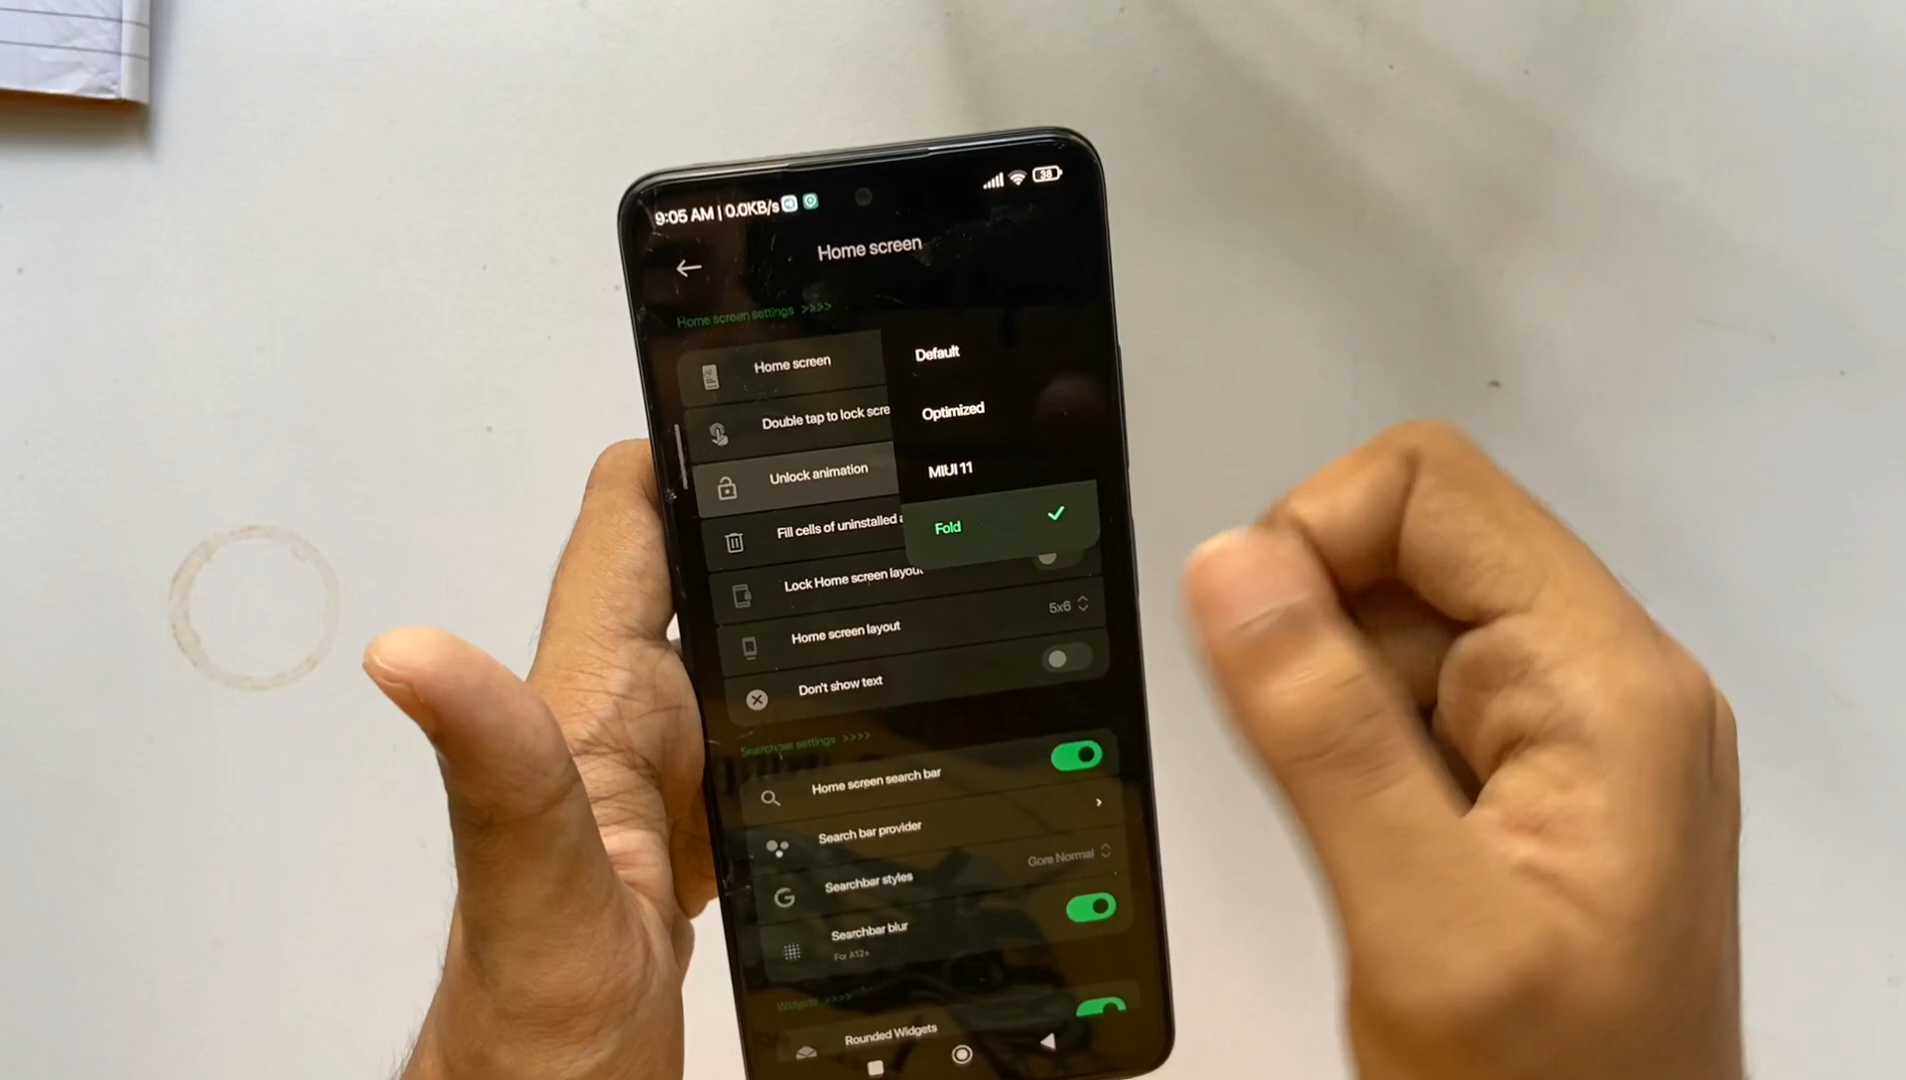 9:05 AM | 0.0KB/s
38
Home screen
Home screen settings >>>>
Home screen
Default
Double tap to lock scre
Optimized
Unlock animation
MIUI 11
Fill cells of uninstalled a
Fold
Lock Home screen layout
Home screen layout
5x6
Don't show text
Searchbar settings >>>>
Home screen search bar
Search bar provider
Searchbar styles
Gore Normal
Searchbar blur
For A12+
Widgets >>>>
Rounded Widgets